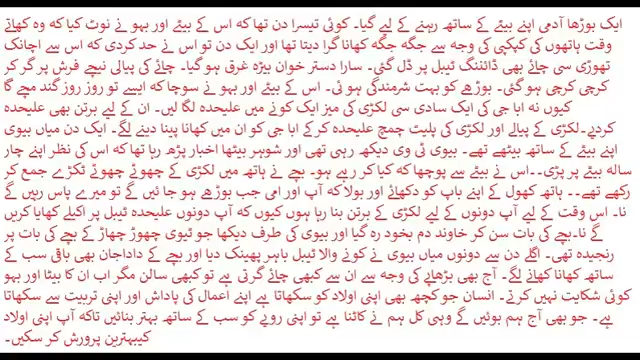 ایک بوڑھا آدمی اپنے بیٹے کے ساتھ رہنے کے لیے گیا۔ کوئی تیسرا دن تھا کہ اس کے بیٹے اور بہو نے نوٹ کیا کہ وہ کھاتے
وقت ہاتھوں کی کپکپی کی وجہ سے جگہ جگہ کھانا گرا دیتا تھا اور ایک دن تو اس نے حد کردی کہ اس سے اچانک
تھوڑی سی چائے بھی ڈائننگ ٹیبل پر ڈل گئی۔ سارا دستر خوان بیڑہ غرق ہو گیا۔ چائے کی پیالی نیچے فرش پر گر کر
کرچی کرچی ہو گئی۔ بوڑھے کو بہت شرمندگی ہو ئی۔ اس کے بیٹے اور بہو نے سوچا کہ ایسے تو روز روز گند مچے گا
کیوں نہ ابا جی کی ایک سادی سی لکڑی کی میز ایک کونے میں علیحدہ لگا لیں۔ ان کے لیے برتن بھی علیحدہ
کردیے۔لکڑی کے پیالے اور لکڑی کی پلیٹ چمچ علیحدہ کر کے ابا جی کو ان میں کھانا پینا دینے لگے۔ ایک دن میاں بیوی
اپنے بیٹے کے ساتھ بیٹھے تھے۔ بیوی ٹی وی دیکھ رہی تھی اور شوہر بیٹھا اخبار پڑھ رہا تھا کہ اس کی نظر اپنے چار
سالہ بیٹے پر پڑی۔۔اس نے بیٹے سے پوچھا کہ کیا کر رہے ہو۔ بچے نے ہاتھ میں لکڑی کے چھوٹے چھوٹے ٹکڑے جمع کر
رکھے تھے۔۔ ہاتھ کھول کے اپنے باپ کو دکھائے اور بولا کہ آپ اور امی جب بوڑھے ہو جا ئیں گے تو میرے پاس رہیں گے
نا۔ اس وقت کے لیے آپ دونوں کے لیے لکڑی کے برتن بنا رہا ہوں کیوں کہ آپ دونوں علیحدہ ٹیبل پر اکیلے کھایا کریں
گے نا۔بچے کی بات سن کر خاوند دم بخود رہ گیا اور بیوی کی طرف دیکھا جو ٹیوی چھوڑ چھاڑ کے بچے کی بات پر
رنجیدہ تھی۔ اگلے دن سے دونوں میاں بیوی نے کونے والا ٹیبل باہر پھینک دیا اور بچے کے داداجان بھی باقی سب کے
ساتھ کھانا کھانے لگے۔ آج بھی بڑھاپے کی وجہ سے ان سے کبھی چائے گرتی ہے تو کبھی سالن مگر اب ان کا بیٹا اور بہو
کوئی شکایت نہیں کرتے۔ انسان جو کچھ بھی اپنی اولاد کو سکھاتا ہے اپنے اعمال کی پاداش اور اپنی تربیت سے سکھاتا
ہے۔ جو بھی آج ہم بوئیں گے وہی کل ہم نے کاٹنا ہے تو اپنی رویے کو سب کے ساتھ بہتر بنائیں تاکہ آپ اپنی اولاد
کیبہترین پرورش کر سکیں۔